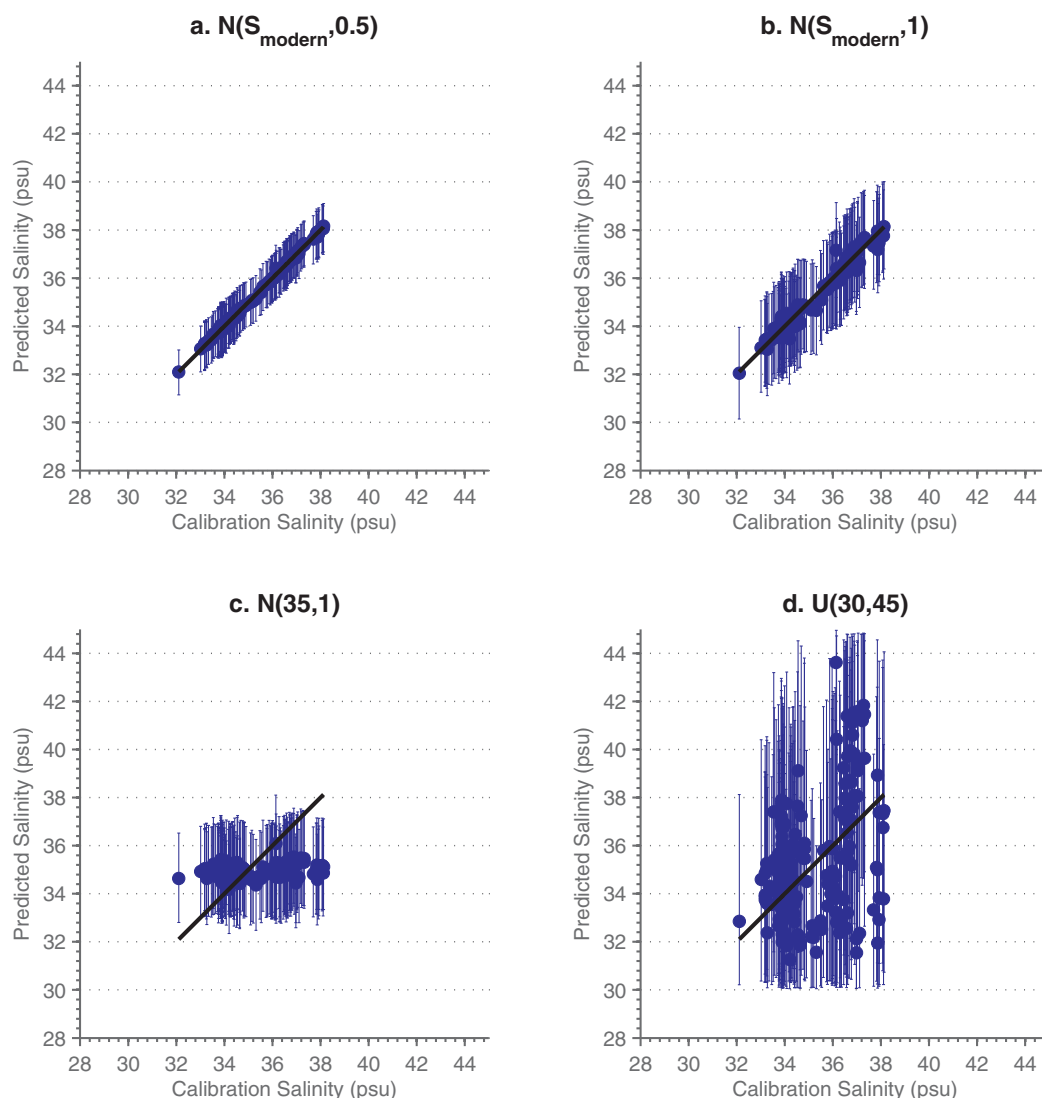 a. N(Smodern,0.5)
44
42
40
38
36
34
32
30
28
Predicted Salinity (psu)
28 30 32 34 36 38 40 42 44
Calibration Salinity (psu)
b. N(Smodern,1)
44
42
40
38
36
34
32
30
28
Predicted Salinity (psu)
28 30 32 34 36 38 40 42 44
Calibration Salinity (psu)
c. N(35,1)
44
42
40
38
36
34
32
30
28
Predicted Salinity (psu)
28 30 32 34 36 38 40 42 44
Calibration Salinity (psu)
d. U(30,45)
44
42
40
38
36
34
32
30
28
Predicted Salinity (psu)
28 30 32 34 36 38 40 42 44
Calibration Salinity (psu)